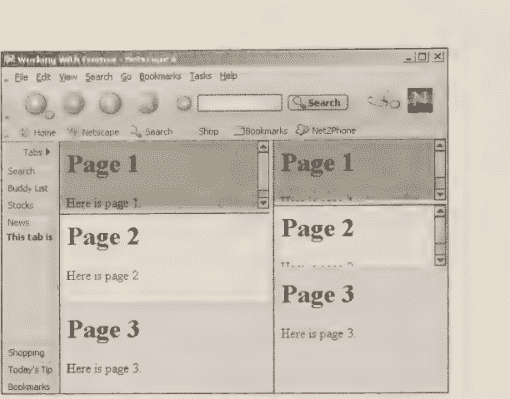 Working With Frames - Netscape 6
File Edit View Search Go Bookmarks Tasks Help
Search
Home Netscape Search Shop Bookmarks Net2Phone
Tabs
Search
Buddy List
Stocks
News
This tab is
Shopping
Today's Tip
Bookmarks
Page 1
Here is page 1.
Page 2
Here is page 2
Page 3
Here is page 3.
Page 1
Page 2
Page 3
Here is page 3.